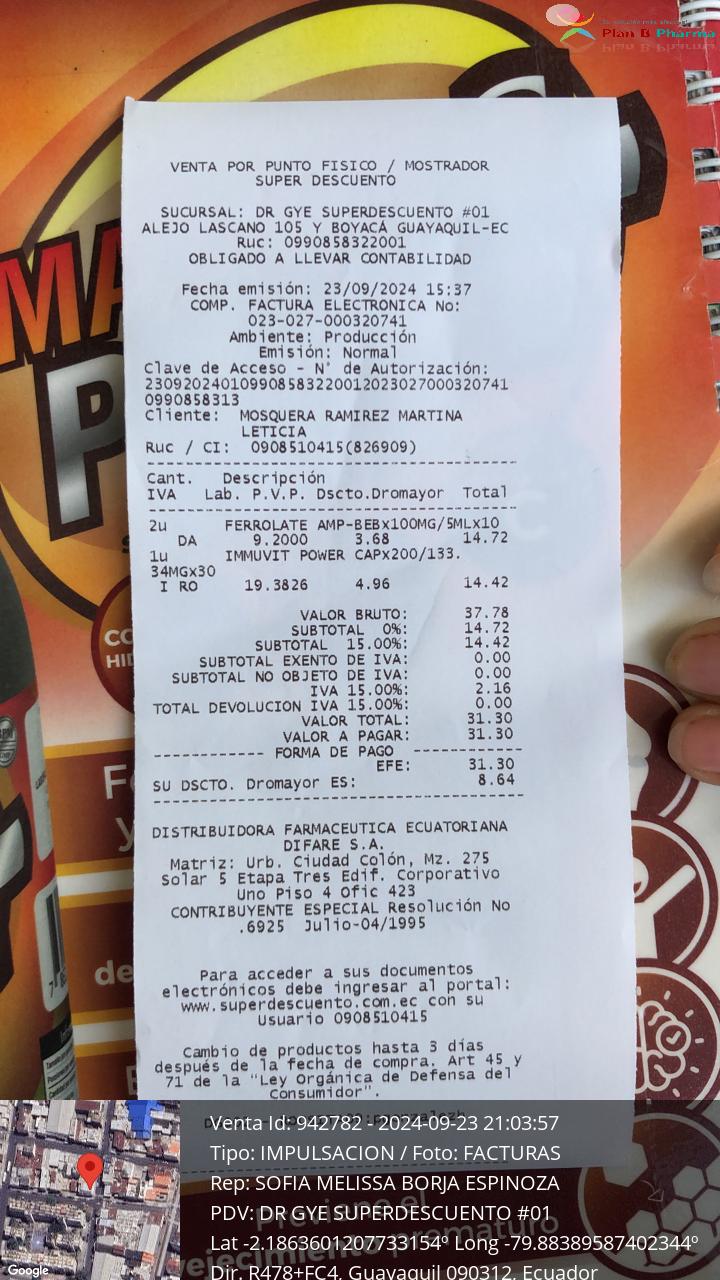 Plan B Pharma
VENTA POR PUNTO FISICO / MOSTRADOR
SUPER DESCUENTO
SUCURSAL: DR GYE SUPERDESCUENTO #01
ALEJO LASCANO 105 Y BOYACÁ GUAYAQUIL-EC
Ruc: 0990858322001
OBLIGADO A LLEVAR CONTABILIDAD
Fecha emisión: 23/09/2024 15:37
COMP. FACTURA ELECTRONICA No:
023-027-000320741
Ambiente: Producción
Emisión: Normal
Clave de Acceso - N° de Autorización:
230920240109908583220012023027000320741
0990858313
Cliente: MOSQUERA RAMIREZ MARTINA
LETICIA
Ruc / CI: 0908510415(826909)
Cant. Descripción
IVA Lab. P.V.P. Dscto.Dromayor Total
2u FERROLATE AMP-BEBx100MG/5MLx10
DA 9.2000 3.68 14.72
1u IMMUVIT POWER CAPx200/133.
34MGx30
I RO 19.3826 4.96 14.42
VALOR BRUTO: 37.78
SUBTOTAL 0%: 14.72
SUBTOTAL 15.00%: 14.42
SUBTOTAL EXENTO DE IVA: 0.00
SUBTOTAL NO OBJETO DE IVA: 0.00
IVA 15.00%: 2.16
TOTAL DEVOLUCION IVA 15.00%: 0.00
VALOR TOTAL: 31.30
VALOR A PAGAR: 31.30
------------ FORMA DE PAGO ------------
EFE: 31.30
SU DSCTO. Dromayor ES: 8.64
DISTRIBUIDORA FARMACEUTICA ECUATORIANA
DIFARE S.A.
Matriz: Urb. Ciudad Colón, Mz. 275
Solar 5 Etapa Tres Edif. Corporativo
Uno Piso 4 Ofic 423
CONTRIBUYENTE ESPECIAL Resolución No
.6925 Julio-04/1995
Para acceder a sus documentos
electrónicos debe ingresar al portal:
www.superdescuento.com.ec con su
Usuario 0908510415
Cambio de productos hasta 3 días
después de la fecha de compra. Art 45 y
71 de la "Ley Orgánica de Defensa del
Consumidor".
Venta Id: 942782 - 2024-09-23 21:03:57
Tipo: IMPULSACION / Foto: FACTURAS
Rep: SOFIA MELISSA BORJA ESPINOZA
PDV: DR GYE SUPERDESCUENTO #01
Lat -2.1863601207733154º Long -79.88389587402344º
Dir. R478+FC4, Guayaquil 090312, Ecuador
Google